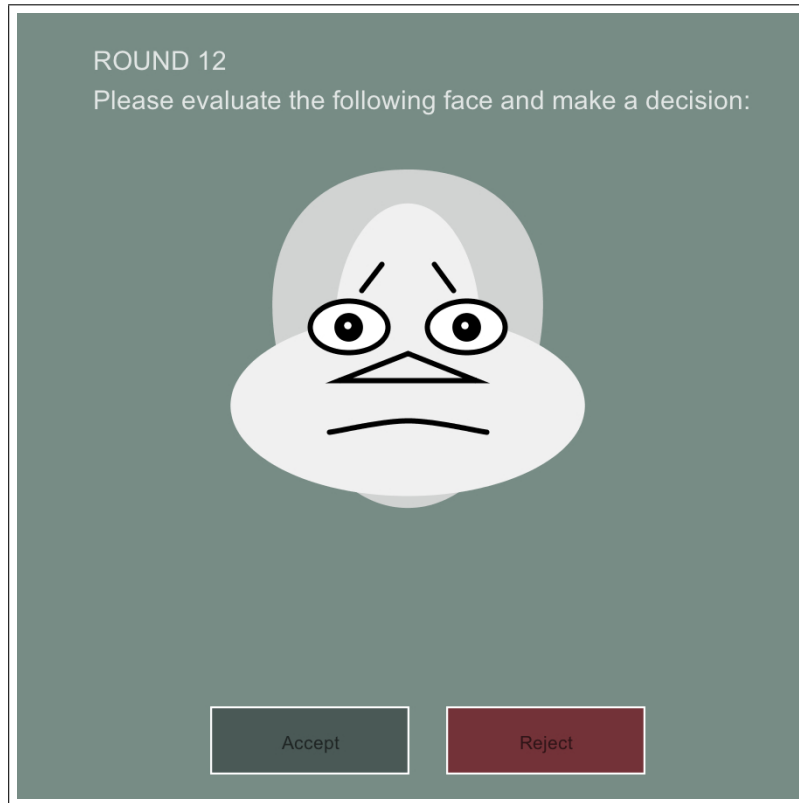 ROUND 12
Please evaluate the following face and make a decision:
Accept
Reject